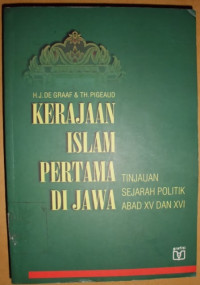 H.J. DE GRAAF & TH. PIGEAUD
KERAJAAN
ISLAM
PERTAMA
DI JAWA
TINJAUAN
SEJARAH POLITIK
ABAD XV DAN XVI